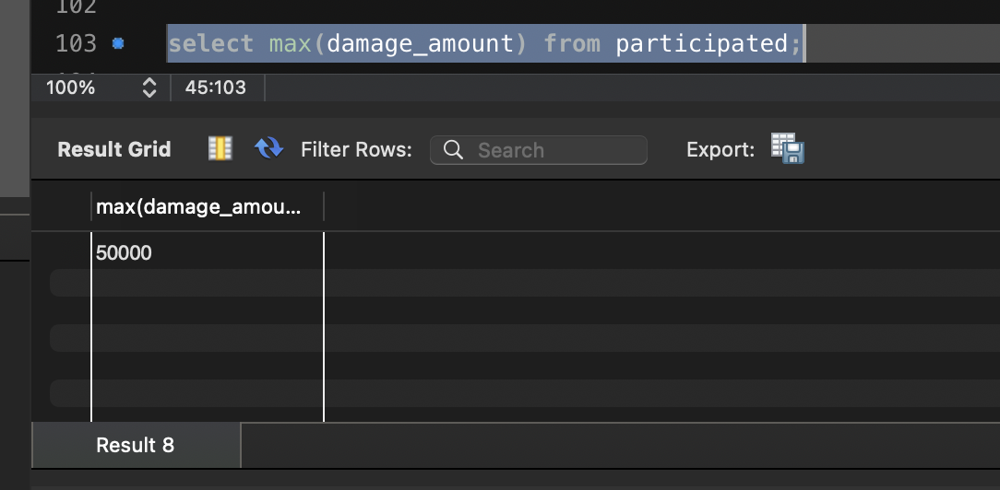 102
103 select max(damage_amount) from participated;
100% 45:103
Result Grid Filter Rows: Search Export:
max(damage_amou...
50000
Result 8